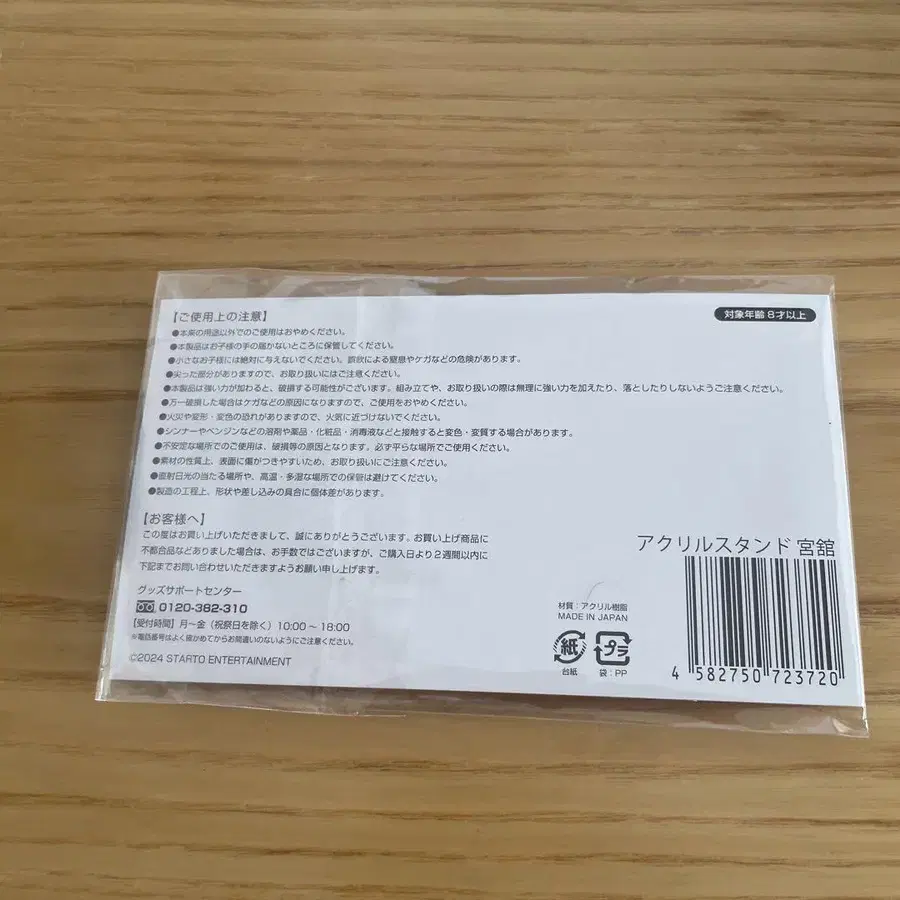 【ご使用上の注意】
対象年齢8才以上
●本来の用途以外でのご使用はおやめください。
●本製品はお子様の手の届かないところに保管してください。
●小さなお子様には絶対に与えないでください。誤飲による窒息やケガなどの危険があります。
●尖った部分がありますので、お取り扱いにはご注意ください。
●本製品は強い力が加わると、破損する可能性がございます。組み立てや、お取り扱いの際は無理に強い力を加えたり、落としたりしないようご注意ください。
●万一破損した場合はケガなどの原因になりますので、ご使用をおやめください。
●火災や変形・変色の恐れがありますので、火気に近づけないでください。
●シンナーやベンジンなどの溶剤や薬品・化粧品・消毒液などと接触すると変色・変質する場合があります。
●不安定な場所でのご使用は、破損等の原因となります。必ず平らな場所でご使用ください。
●素材の性質上、表面に傷がつきやすいため、お取り扱いにご注意ください。
●直射日光の当たる場所や、高温・多湿な場所での保管は避けてください。
●製造の工程上、形状や差し込みの具合に個体差があります。
【お客様へ】
この度はお買い上げいただきまして、誠にありがとうございます。お買い上げ商品に
不都合品などありました場合は、お手数ではございますが、ご購入日より2週間以内に
下記までお問い合わせいただきますようお願い申し上げます。
グッズサポートセンター
0120-382-310
【受付時間】月～金(祝祭日を除く)10:00～18:00
※電話番号はよく確かめてからお間違いのないようにご注意ください。
©2024 STARTO ENTERTAINMENT
材質:アクリル樹脂
MADE IN JAPAN
紙
プラ
台紙
袋:PP
アクリルスタンド 宮舘
4 582750 723720